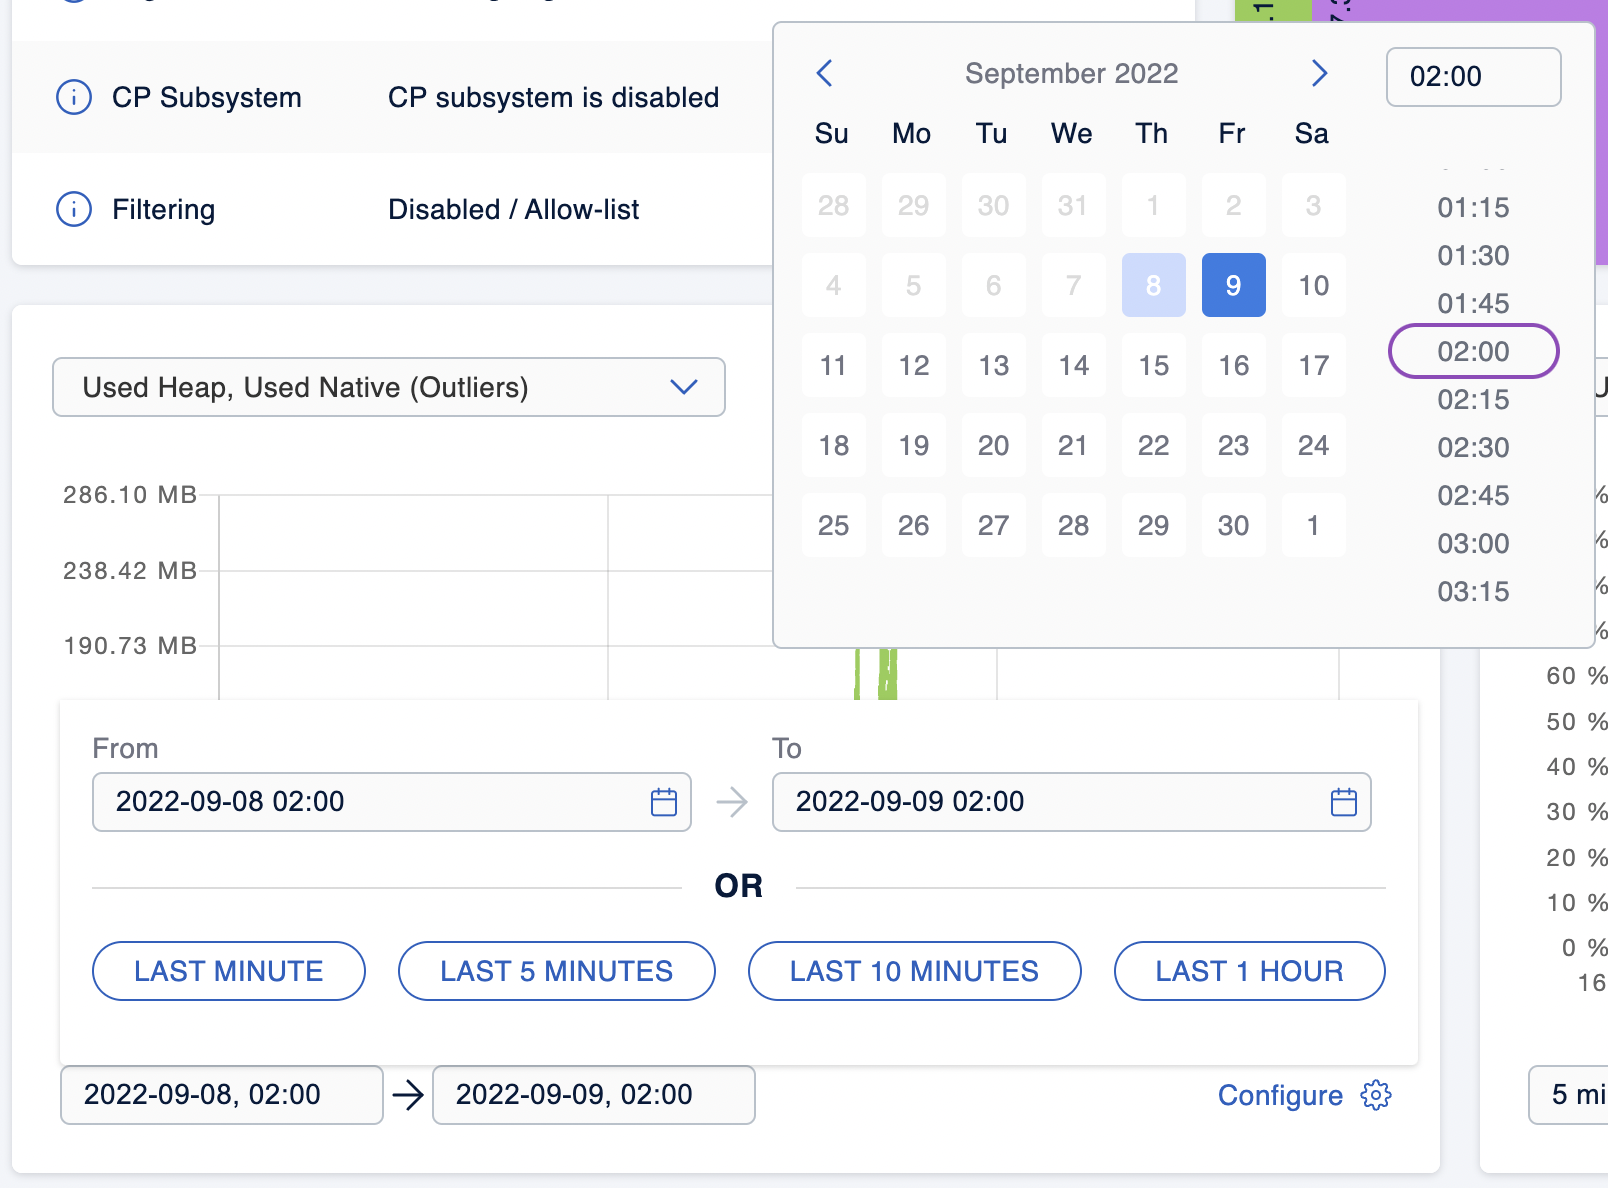 CP Subsystem CP subsystem is disabled
Filtering Disabled / Allow-list
September 2022
02:00
Su Mo Tu We Th Fr Sa
28 29 30 31 1 2 3
4 5 6 7 8 9 10
11 12 13 14 15 16 17
18 19 20 21 22 23 24
25 26 27 28 29 30 1
01:15
01:30
01:45
02:00
02:15
02:30
02:45
03:00
03:15
Used Heap, Used Native (Outliers)
286.10 MB
238.42 MB
190.73 MB
From
2022-09-08 02:00
To
2022-09-09 02:00
OR
LAST MINUTE
LAST 5 MINUTES
LAST 10 MINUTES
LAST 1 HOUR
2022-09-08, 02:00
2022-09-09, 02:00
Configure
60 %
50 %
40 %
30 %
20 %
10 %
0 %
16
5 mi